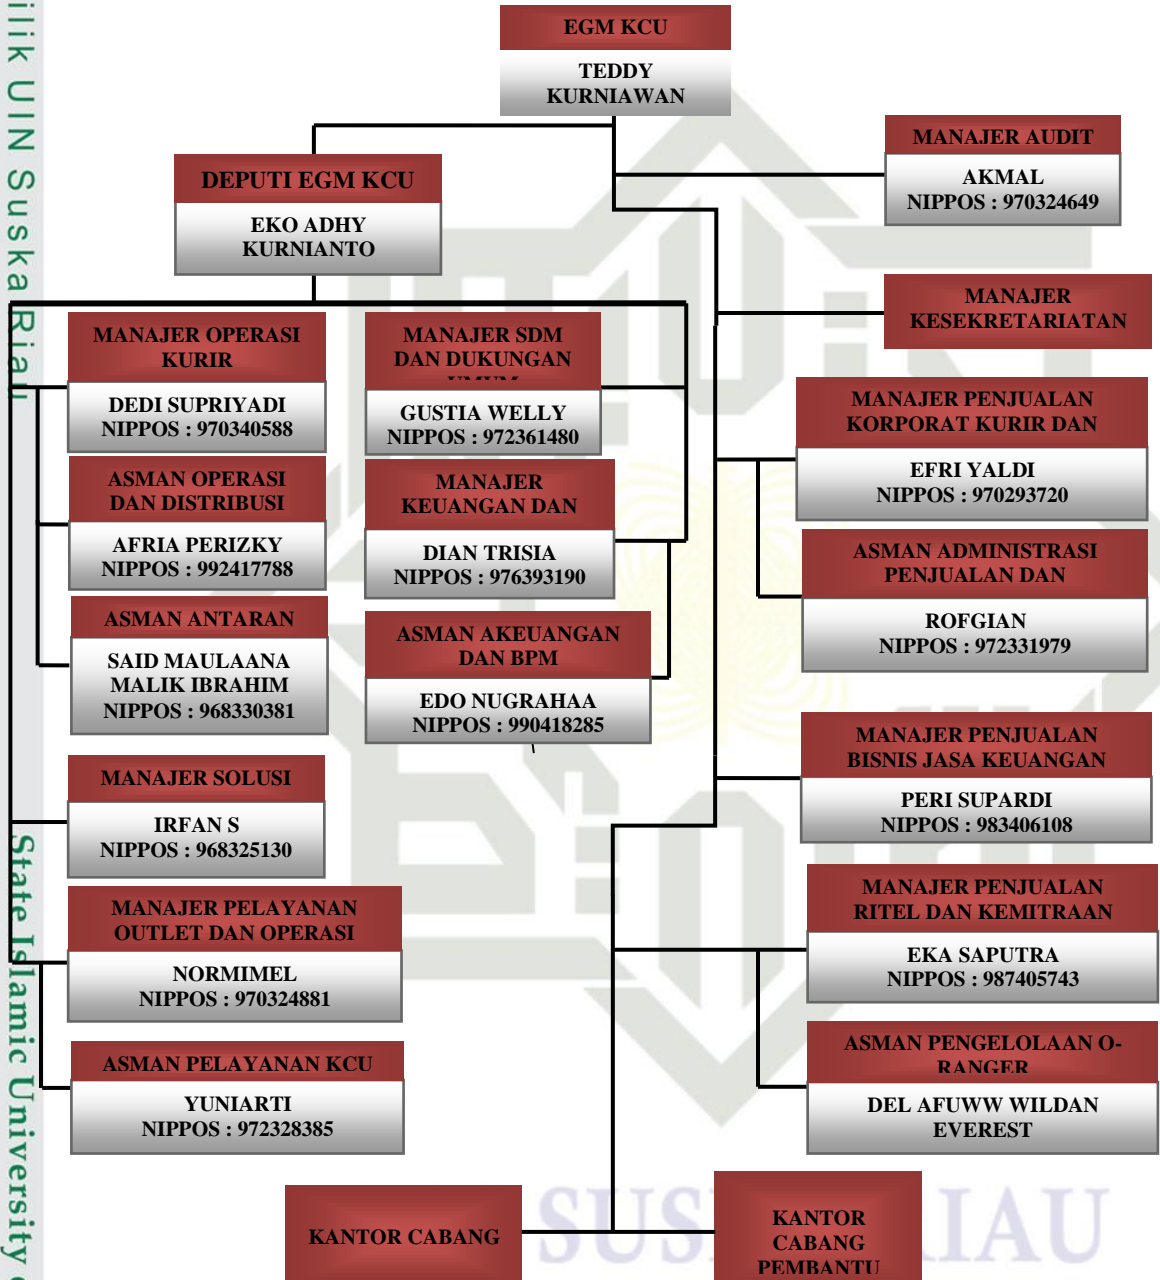 EGM KCU
TEDDY
KURNIAWAN
MANAJER AUDIT
AKMAL
NIPPOS : 970324649
DEPUTI EGM KCU
EKO ADHY
KURNIANTO
MANAJER
KESEKRETARIATAN
MANAJER OPERASI
KURIR
DEDI SUPRIYADI
NIPPOS : 970340588
ASMAN OPERASI
DAN DISTRIBUSI
AFRIA PERIZKY
NIPPOS : 992417788
ASMAN ANTARAN
SAID MAULAANA
MALIK IBRAHIM
NIPPOS : 968330381
MANAJER SDM
DAN DUKUNGAN
GUSTIA WELLY
NIPPOS : 972361480
MANAJER
KEUANGAN DAN
DIAN TRISIA
NIPPOS : 976393190
ASMAN AKEUANGAN
DAN BPM
EDO NUGRAHAA
NIPPOS : 990418285
MANAJER PENJUALAN
KORPORAT KURIR DAN
EFRI YALDI
NIPPOS : 970293720
ASMAN ADMINISTRASI
PENJUALAN DAN
ROFGIAN
NIPPOS : 972331979
MANAJER PENJUALAN
BISNIS JASA KEUANGAN
PERI SUPARDI
NIPPOS : 983406108
MANAJER SOLUSI
IRFAN S
NIPPOS : 968325130
MANAJER PELAYANAN
OUTLET DAN OPERASI
NORMIMEL
NIPPOS : 970324881
ASMAN PELAYANAN KCU
YUNIARTI
NIPPOS : 972328385
MANAJER PENJUALAN
RITEL DAN KEMITRAAN
EKA SAPUTRA
NIPPOS : 987405743
ASMAN PENGELOLAAN O-
RANGER
DEL AFUWW WILDAN
EVEREST
KANTOR CABANG
KANTOR
CABANG
PEMBANTU
ilik UIN Suska Riau
State Islamic University
SUS RIAU